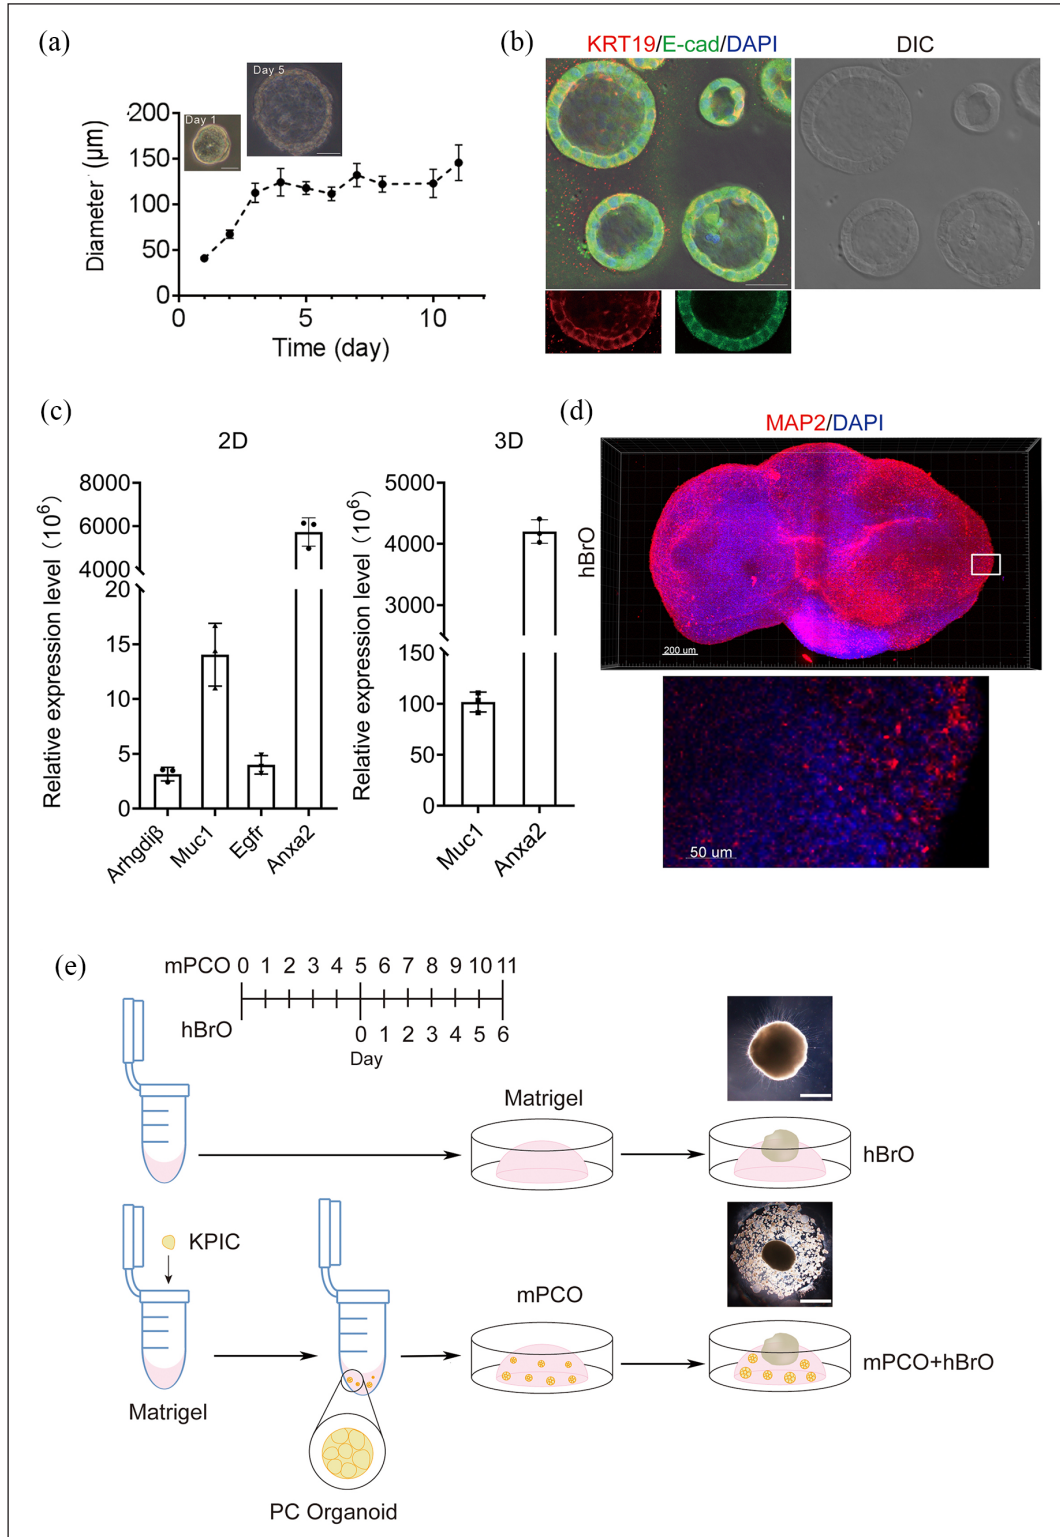 (a)
Day 1
Day 5
200
150
100
50
0
Diameter (μm)
0
5
10
Time (day)
(b)
KRT19/E-cad/DAPI
DIC
(c)
2D
3D
Relative expression level (10⁶)
8000
6000
4000
20
15
10
5
0
Arhgdiβ
Muc1
Egfr
Anxa2
Relative expression level (10⁶)
5000
4000
3000
150
100
50
0
Muc1
Anxa2
(d)
MAP2/DAPI
hBrO
200 um
50 um
(e)
mPCO 0 1 2 3 4 5 6 7 8 9 10 11
hBrO 0 1 2 3 4 5 6
Day
Matrigel
hBrO
KPIC
mPCO
mPCO+hBrO
Matrigel
PC Organoid